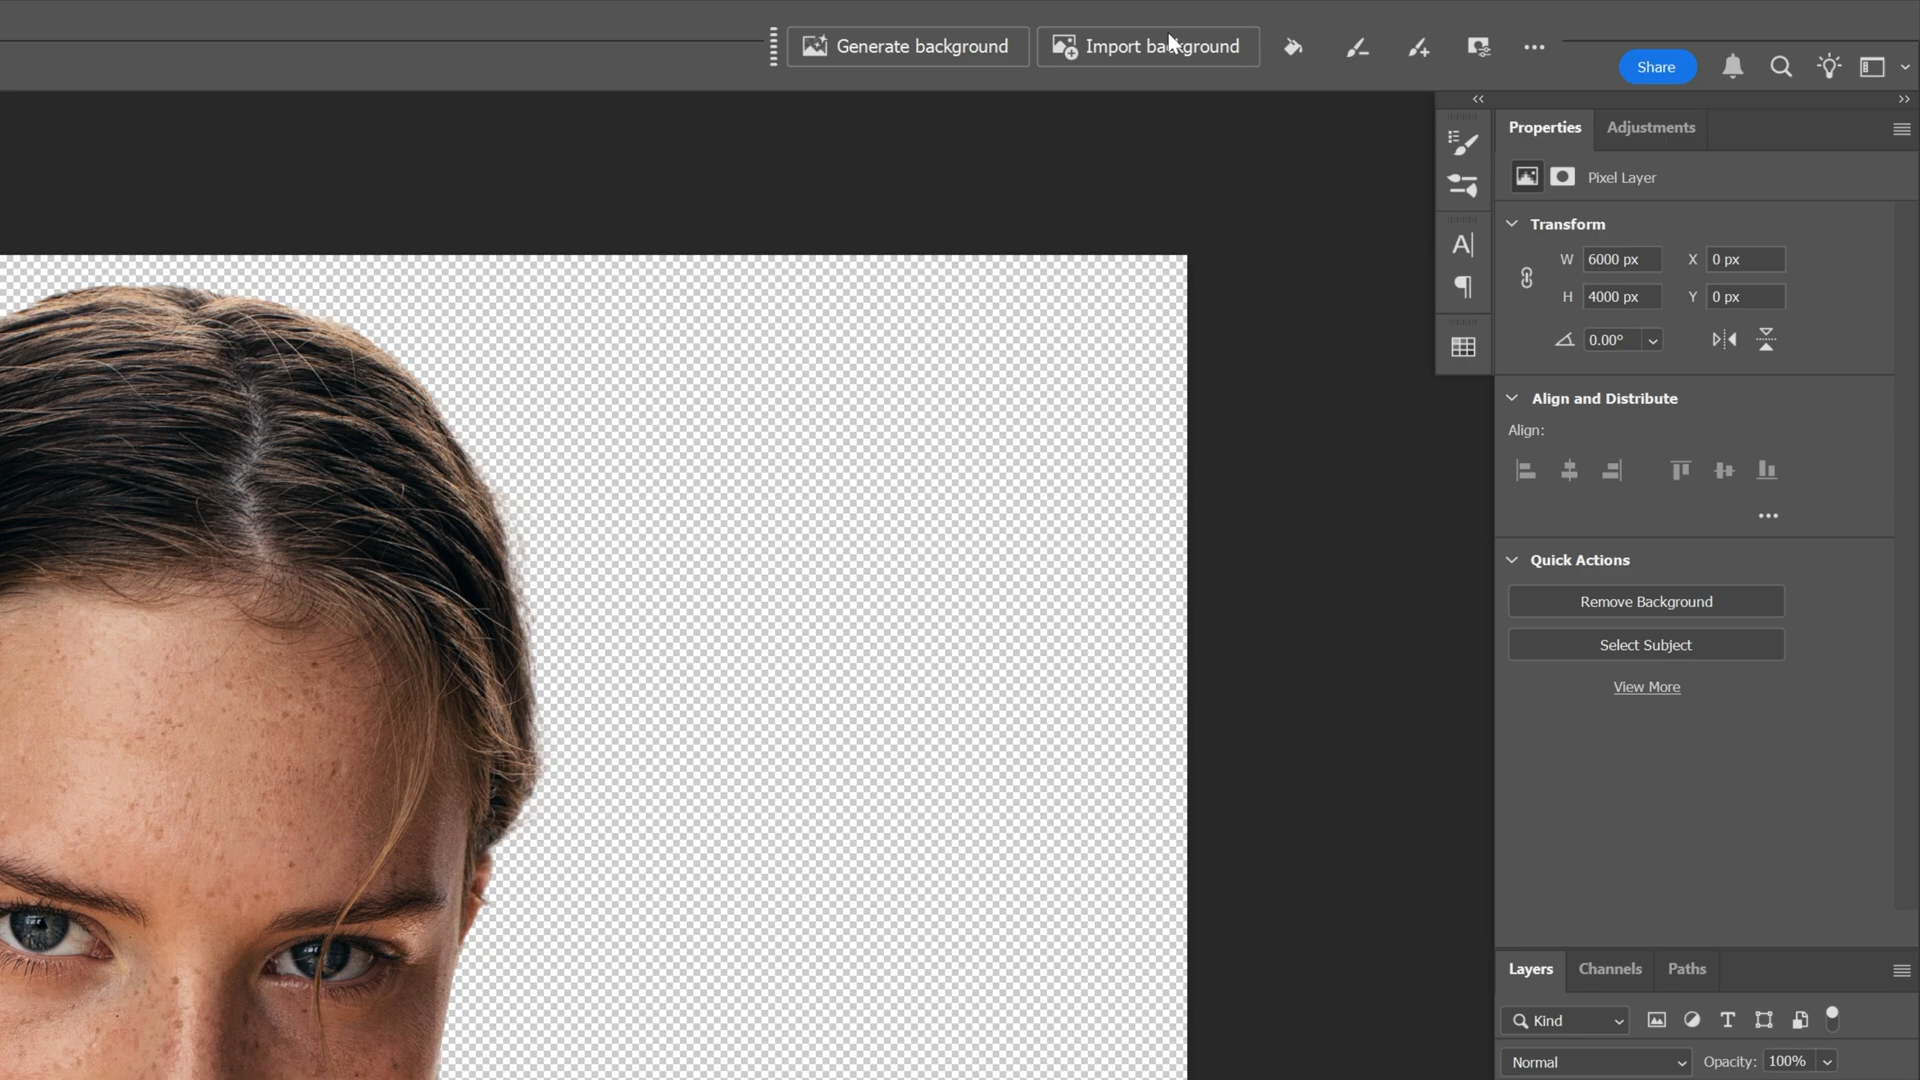 Generate background
Import background
Share
Properties
Adjustments
Pixel Layer
Transform
W 6000 px X 0 px
H 4000 px Y 0 px
0.00°
Align and Distribute
Align:
Quick Actions
Remove Background
Select Subject
View More
Layers Channels Paths
Kind
Normal Opacity: 100%